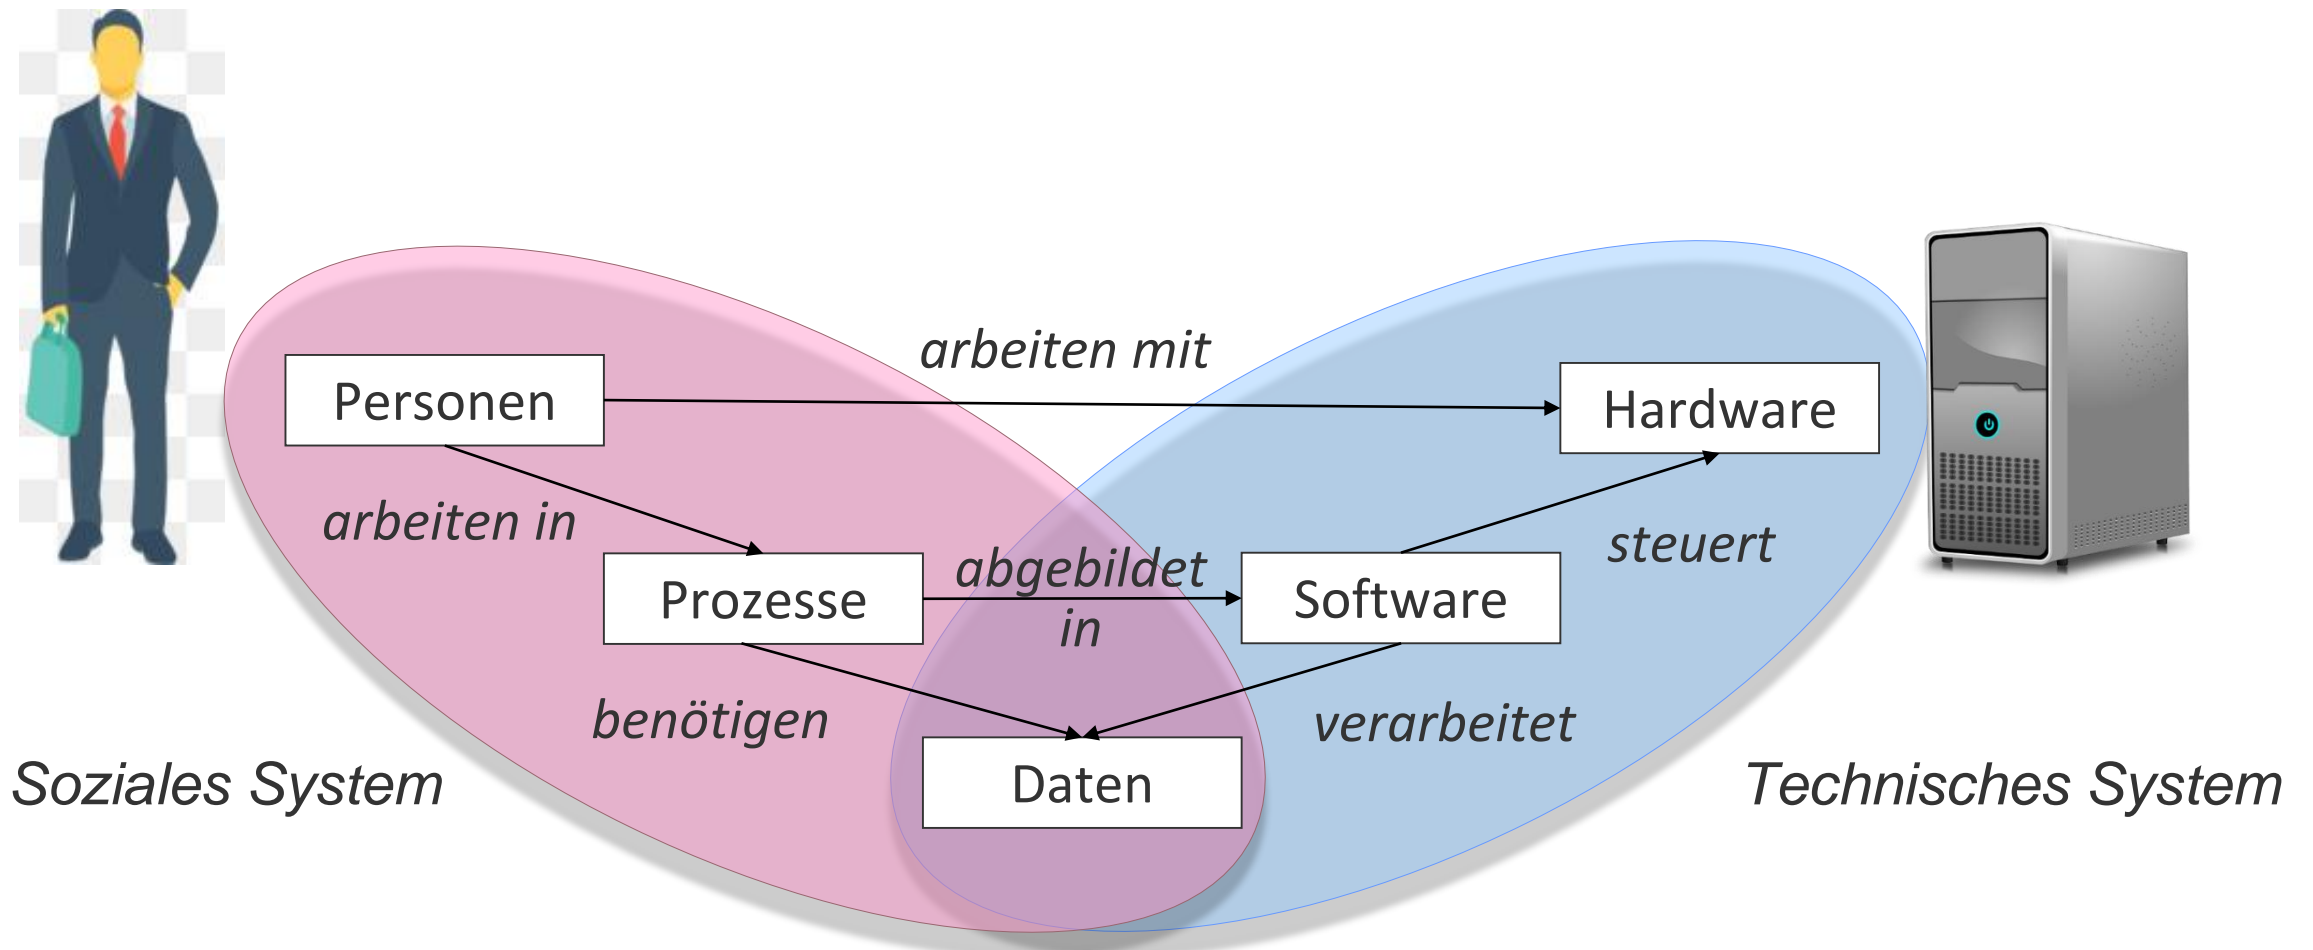 arbeiten mit
Personen
Hardware
arbeiten in
abgebildet
in
steuert
Prozesse
Software
benötigen
verarbeitet
Soziales System
Daten
Technisches System